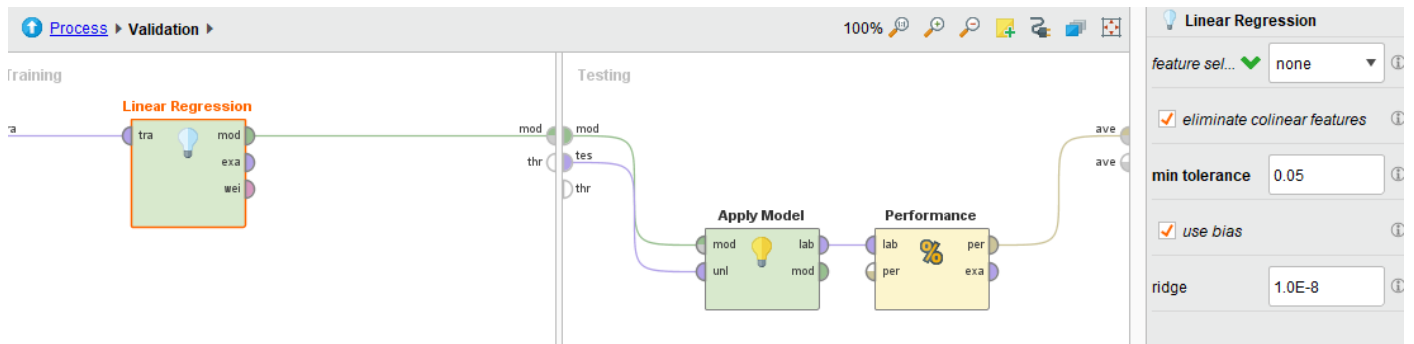 Process ▸ Validation ▸
100%
Training
Linear Regression
tra
mod
exa
wei
mod
thr
Testing
mod
tes
thr
Apply Model
mod
lab
unl
mod
Performance
%
lab
per
per
exa
ave
ave
Linear Regression
feature sel... none
eliminate colinear features
min tolerance 0.05
use bias
ridge 1.0E-8